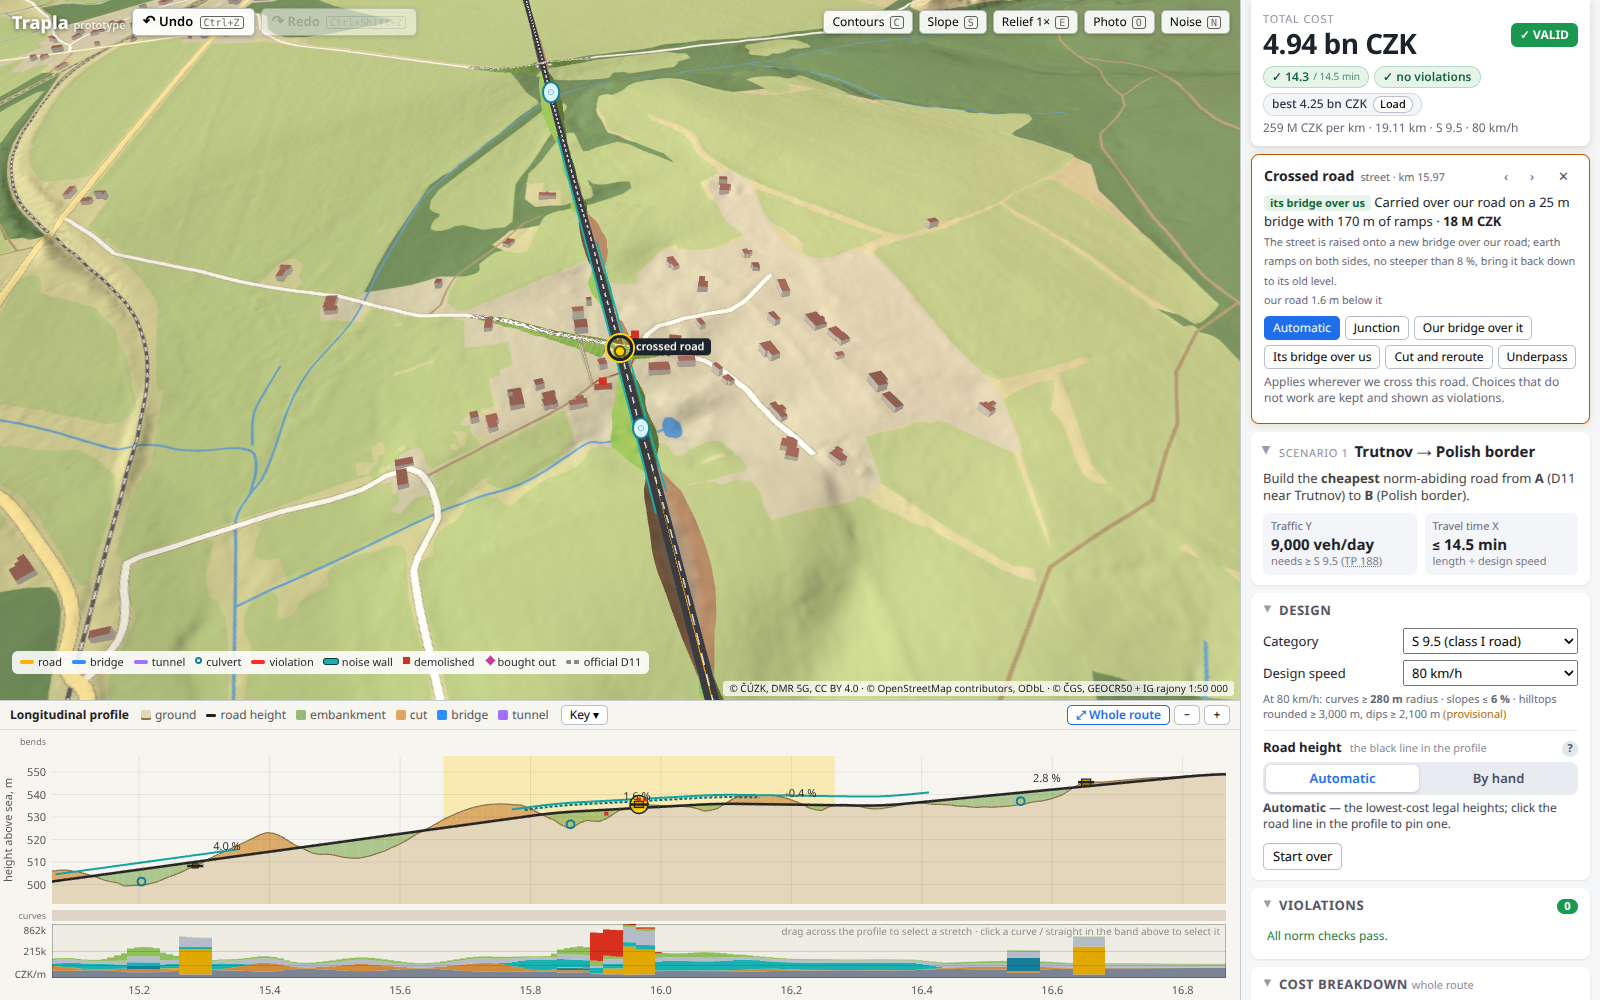 Trapla prototype
↶ Undo Ctrl+Z
↷ Redo Ctrl+Shift+Z
Contours C
Slope S
Relief 1× E
Photo O
Noise N
crossed road
road
bridge
tunnel
culvert
violation
noise wall
demolished
bought out
official D11
© ČÚZK, DMR 5G, CC BY 4.0 · © OpenStreetMap contributors, ODbL · © ČGS, GEOCR50 + IG rajony 1:50 000
Longitudinal profile
ground
road height
embankment
cut
bridge
tunnel
Key ▾
⤢ Whole route
−
+
bends
height above sea, m
550
540
530
520
510
500
4.0 %
1.6 %
-0.4 %
2.8 %
curves
862k
215k
CZK/m
drag across the profile to select a stretch · click a curve / straight in the band above to select it
15.2
15.4
15.6
15.8
16.0
16.2
16.4
16.6
16.8
TOTAL COST
4.94 bn CZK
✓ VALID
✓ 14.3 / 14.5 min
✓ no violations
best 4.25 bn CZK Load
259 M CZK per km · 19.11 km · S 9.5 · 80 km/h
Crossed road street · km 15.97
‹ › ✕
its bridge over us Carried over our road on a 25 m
bridge with 170 m of ramps · 18 M CZK
The street is raised onto a new bridge over our road; earth
ramps on both sides, no steeper than 8 %, bring it back down
to its old level.
our road 1.6 m below it
Automatic
Junction
Our bridge over it
Its bridge over us
Cut and reroute
Underpass
Applies wherever we cross this road. Choices that do
not work are kept and shown as violations.
SCENARIO 1 Trutnov → Polish border
Build the cheapest norm-abiding road from A (D11
near Trutnov) to B (Polish border).
Traffic Y
9,000 veh/day
needs ≥ S 9.5 (TP 188)
Travel time X
≤ 14.5 min
length ÷ design speed
DESIGN
Category
S 9.5 (class I road)
Design speed
80 km/h
At 80 km/h: curves ≥ 280 m radius · slopes ≤ 6 % · hilltops
rounded ≥ 3,000 m, dips ≥ 2,100 m (provisional)
Road height the black line in the profile
?
Automatic
By hand
Automatic — the lowest-cost legal heights; click the
road line in the profile to pin one.
Start over
VIOLATIONS
0
All norm checks pass.
COST BREAKDOWN whole route